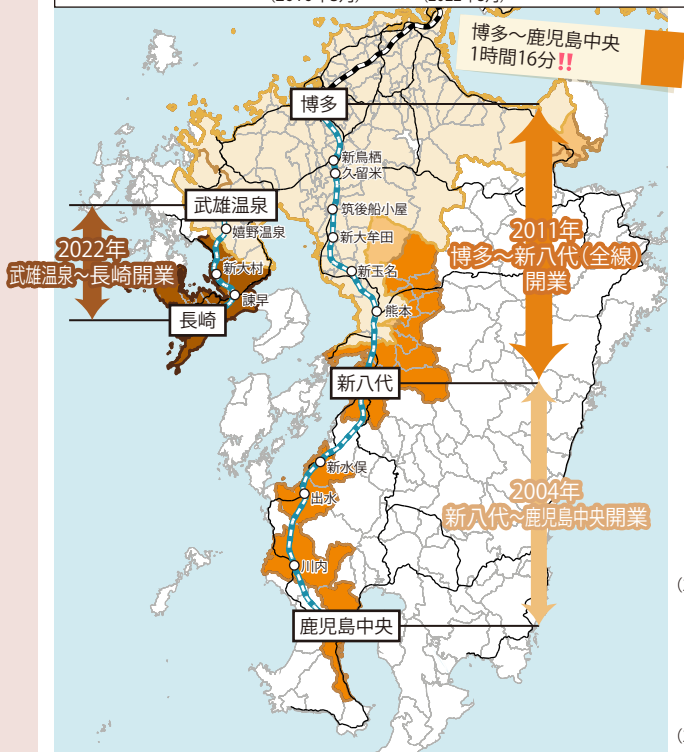 博多～鹿児島中央
1時間16分!!
博多
新鳥栖
久留米
筑後船小屋
新大牟田
新玉名
熊本
武雄温泉
嬉野温泉
新大村
諫早
長崎
2022年
武雄温泉～長崎開業
2011年
博多～新八代（全線）
開業
新八代
新水俣
出水
川内
鹿児島中央
2004年
新八代～鹿児島中央開業